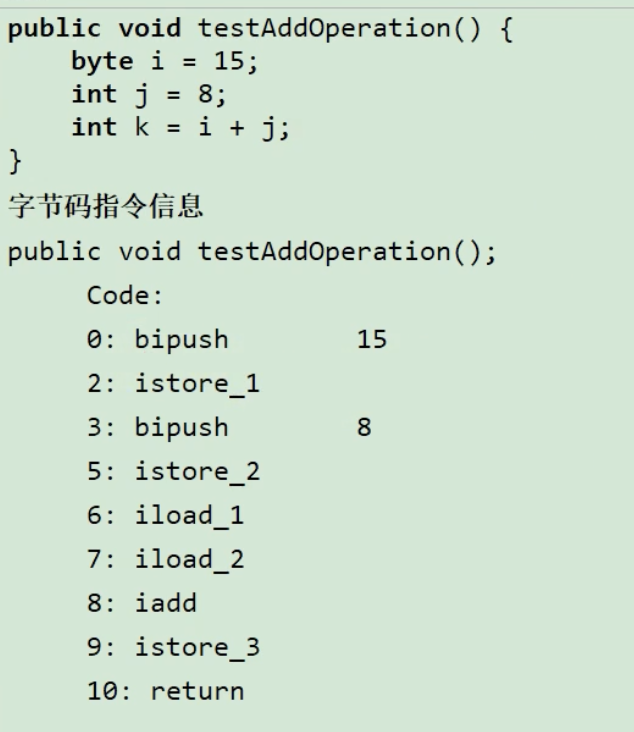 public void testAddOperation() {
    byte i = 15;
    int j = 8;
    int k = i + j;
}
字节码指令信息
public void testAddOperation();
     Code:
     0: bipush        15
     2: istore_1
     3: bipush        8
     5: istore_2
     6: iload_1
     7: iload_2
     8: iadd
     9: istore_3
     10: return